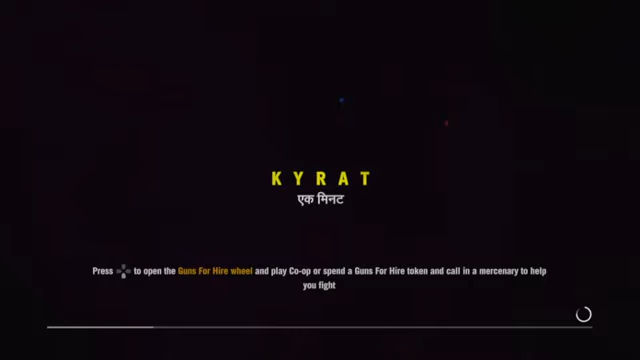 KYRAT
एक मिनट
Press to open the Guns For Hire wheel and play Co-op or spend a Guns For Hire token and call in a mercenary to help
you fight